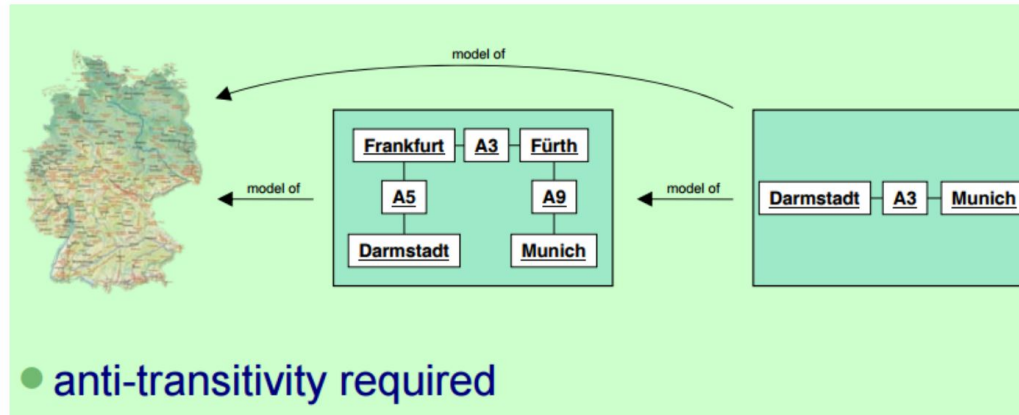 model of
Frankfurt A3 Fürth
model of
A5 A9
model of
Darmstadt A3 Munich
Darmstadt Munich
anti-transitivity required